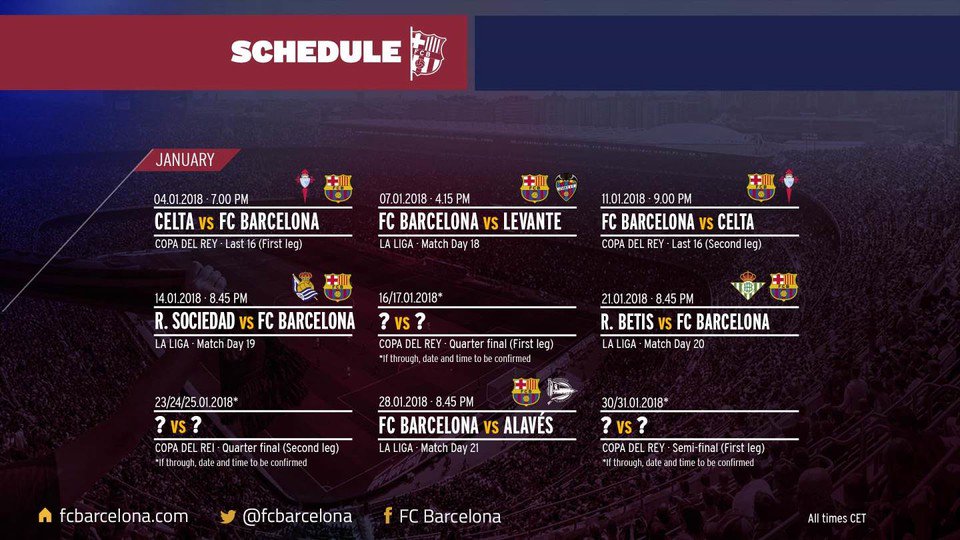 SCHEDULE
JANUARY
04.01.2018 · 7.00 PM
CELTA VS FC BARCELONA
COPA DEL REY · Last 16 (First leg)
07.01.2018 · 4.15 PM
FC BARCELONA VS LEVANTE
LA LIGA · Match Day 18
11.01.2018 · 9.00 PM
FC BARCELONA VS CELTA
COPA DEL REY · Last 16 (Second leg)
14.01.2018 · 8.45 PM
R. SOCIEDAD VS FC BARCELONA
LA LIGA · Match Day 19
16/17.01.2018*
? VS ?
COPA DEL REY · Quarter final (First leg)
*If through, date and time to be confirmed
21.01.2018 · 8.45 PM
R. BETIS VS FC BARCELONA
LA LIGA · Match Day 20
23/24/25.01.2018*
? VS ?
COPA DEL REI · Quarter final (Second leg)
*If through, date and time to be confirmed
28.01.2018 · 8.45 PM
FC BARCELONA VS ALAVÉS
LA LIGA · Match Day 21
30/31.01.2018*
? VS ?
COPA DEL REY · Semi-final (First leg)
*If through, date and time to be confirmed
fcbarcelona.com
@fcbarcelona
FC Barcelona
All times CET